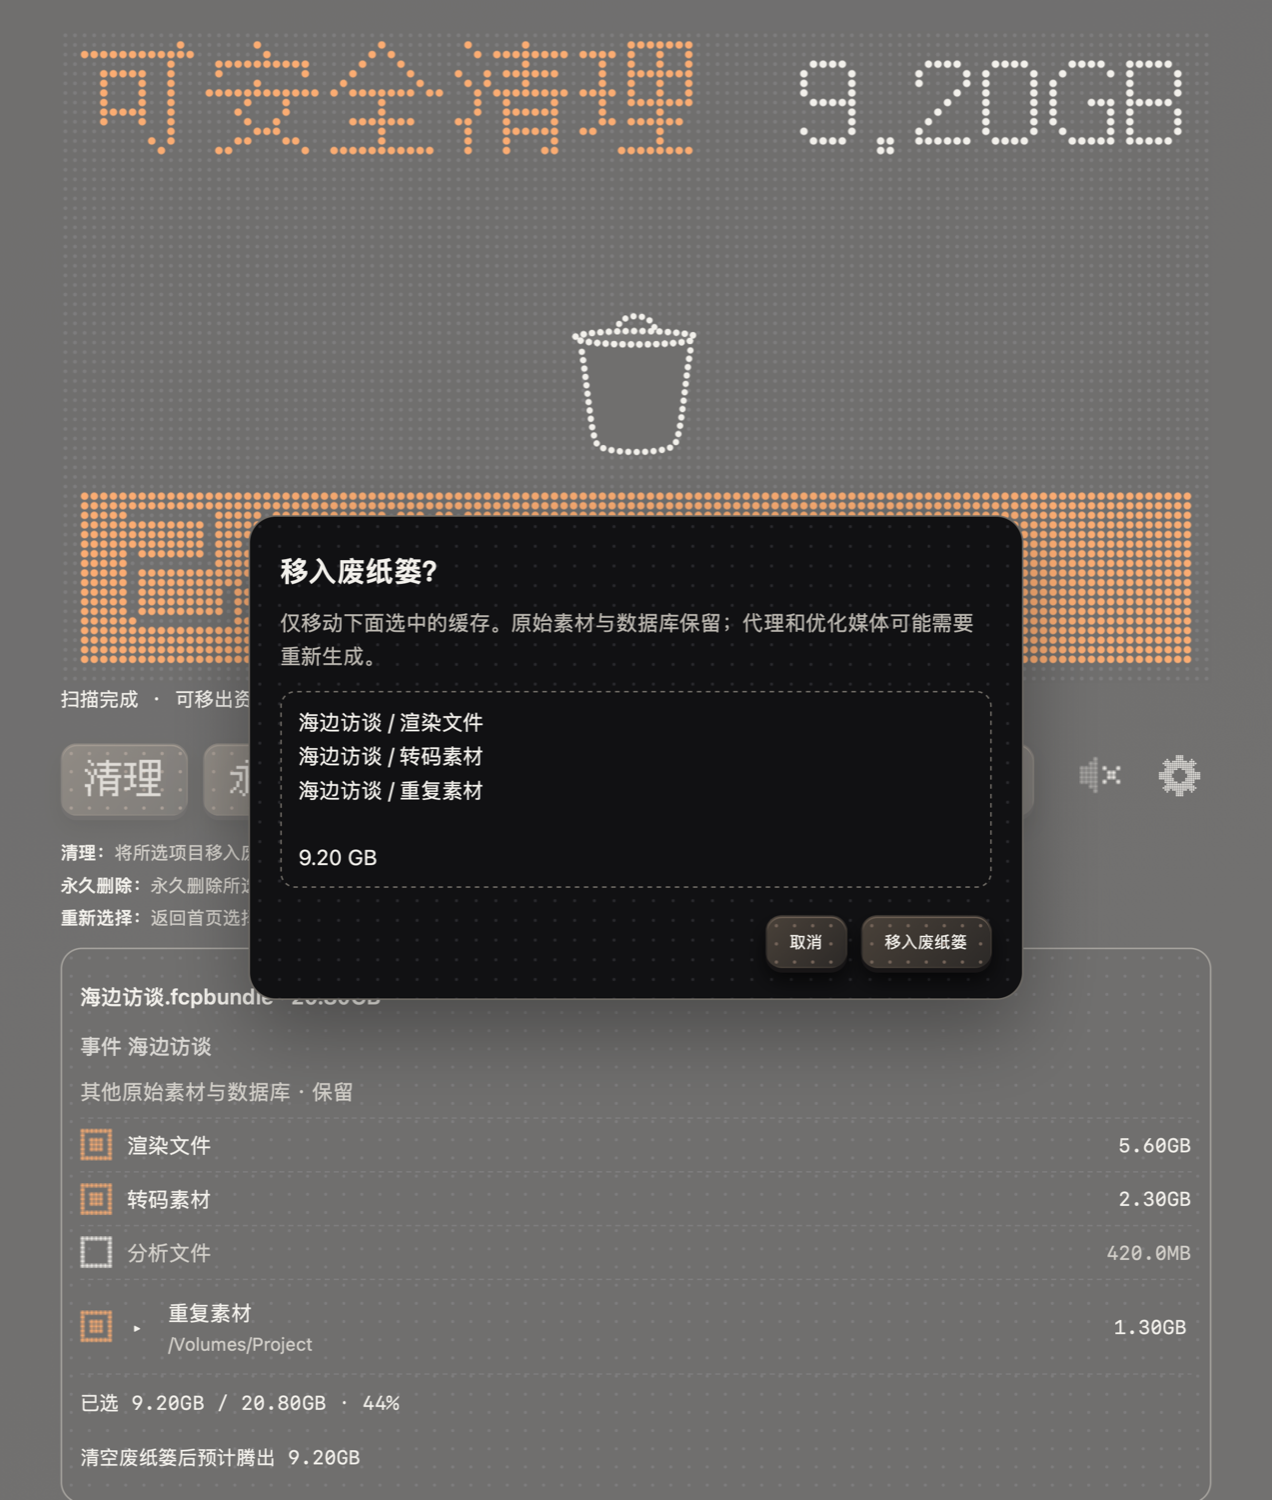 可安全清理 9.20GB
移入废纸篓?
仅移动下面选中的缓存。原始素材与数据库保留；代理和优化媒体可能需要
重新生成。
海边访谈 / 渲染文件
海边访谈 / 转码素材
海边访谈 / 重复素材
9.20 GB
取消 移入废纸篓
扫描完成 · 可移出资
清理
清理：将所选项目移入废
永久删除：永久删除所选
重新选择：返回首页选择
海边访谈.fcpbundle 20.80GB
事件 海边访谈
其他原始素材与数据库 · 保留
渲染文件 5.60GB
转码素材 2.30GB
分析文件 420.0MB
重复素材 1.30GB
/Volumes/Project
已选 9.20GB / 20.80GB · 44%
清空废纸篓后预计腾出 9.20GB